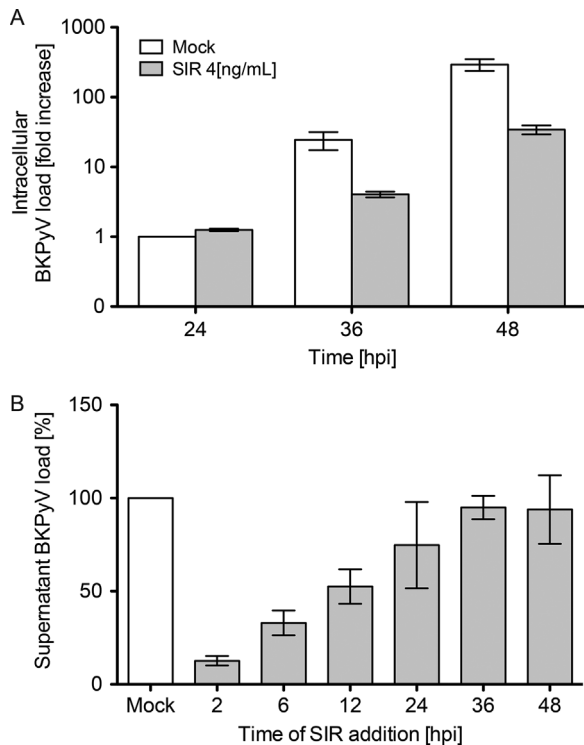 A
Mock
SIR 4[ng/mL]
Intracellular
BKPyV load [fold increase]
1000
100
10
1
0
24
36
48
Time [hpi]
B
Supernatant BKPyV load [%]
150
100
50
0
Mock
2
6
12
24
36
48
Time of SIR addition [hpi]